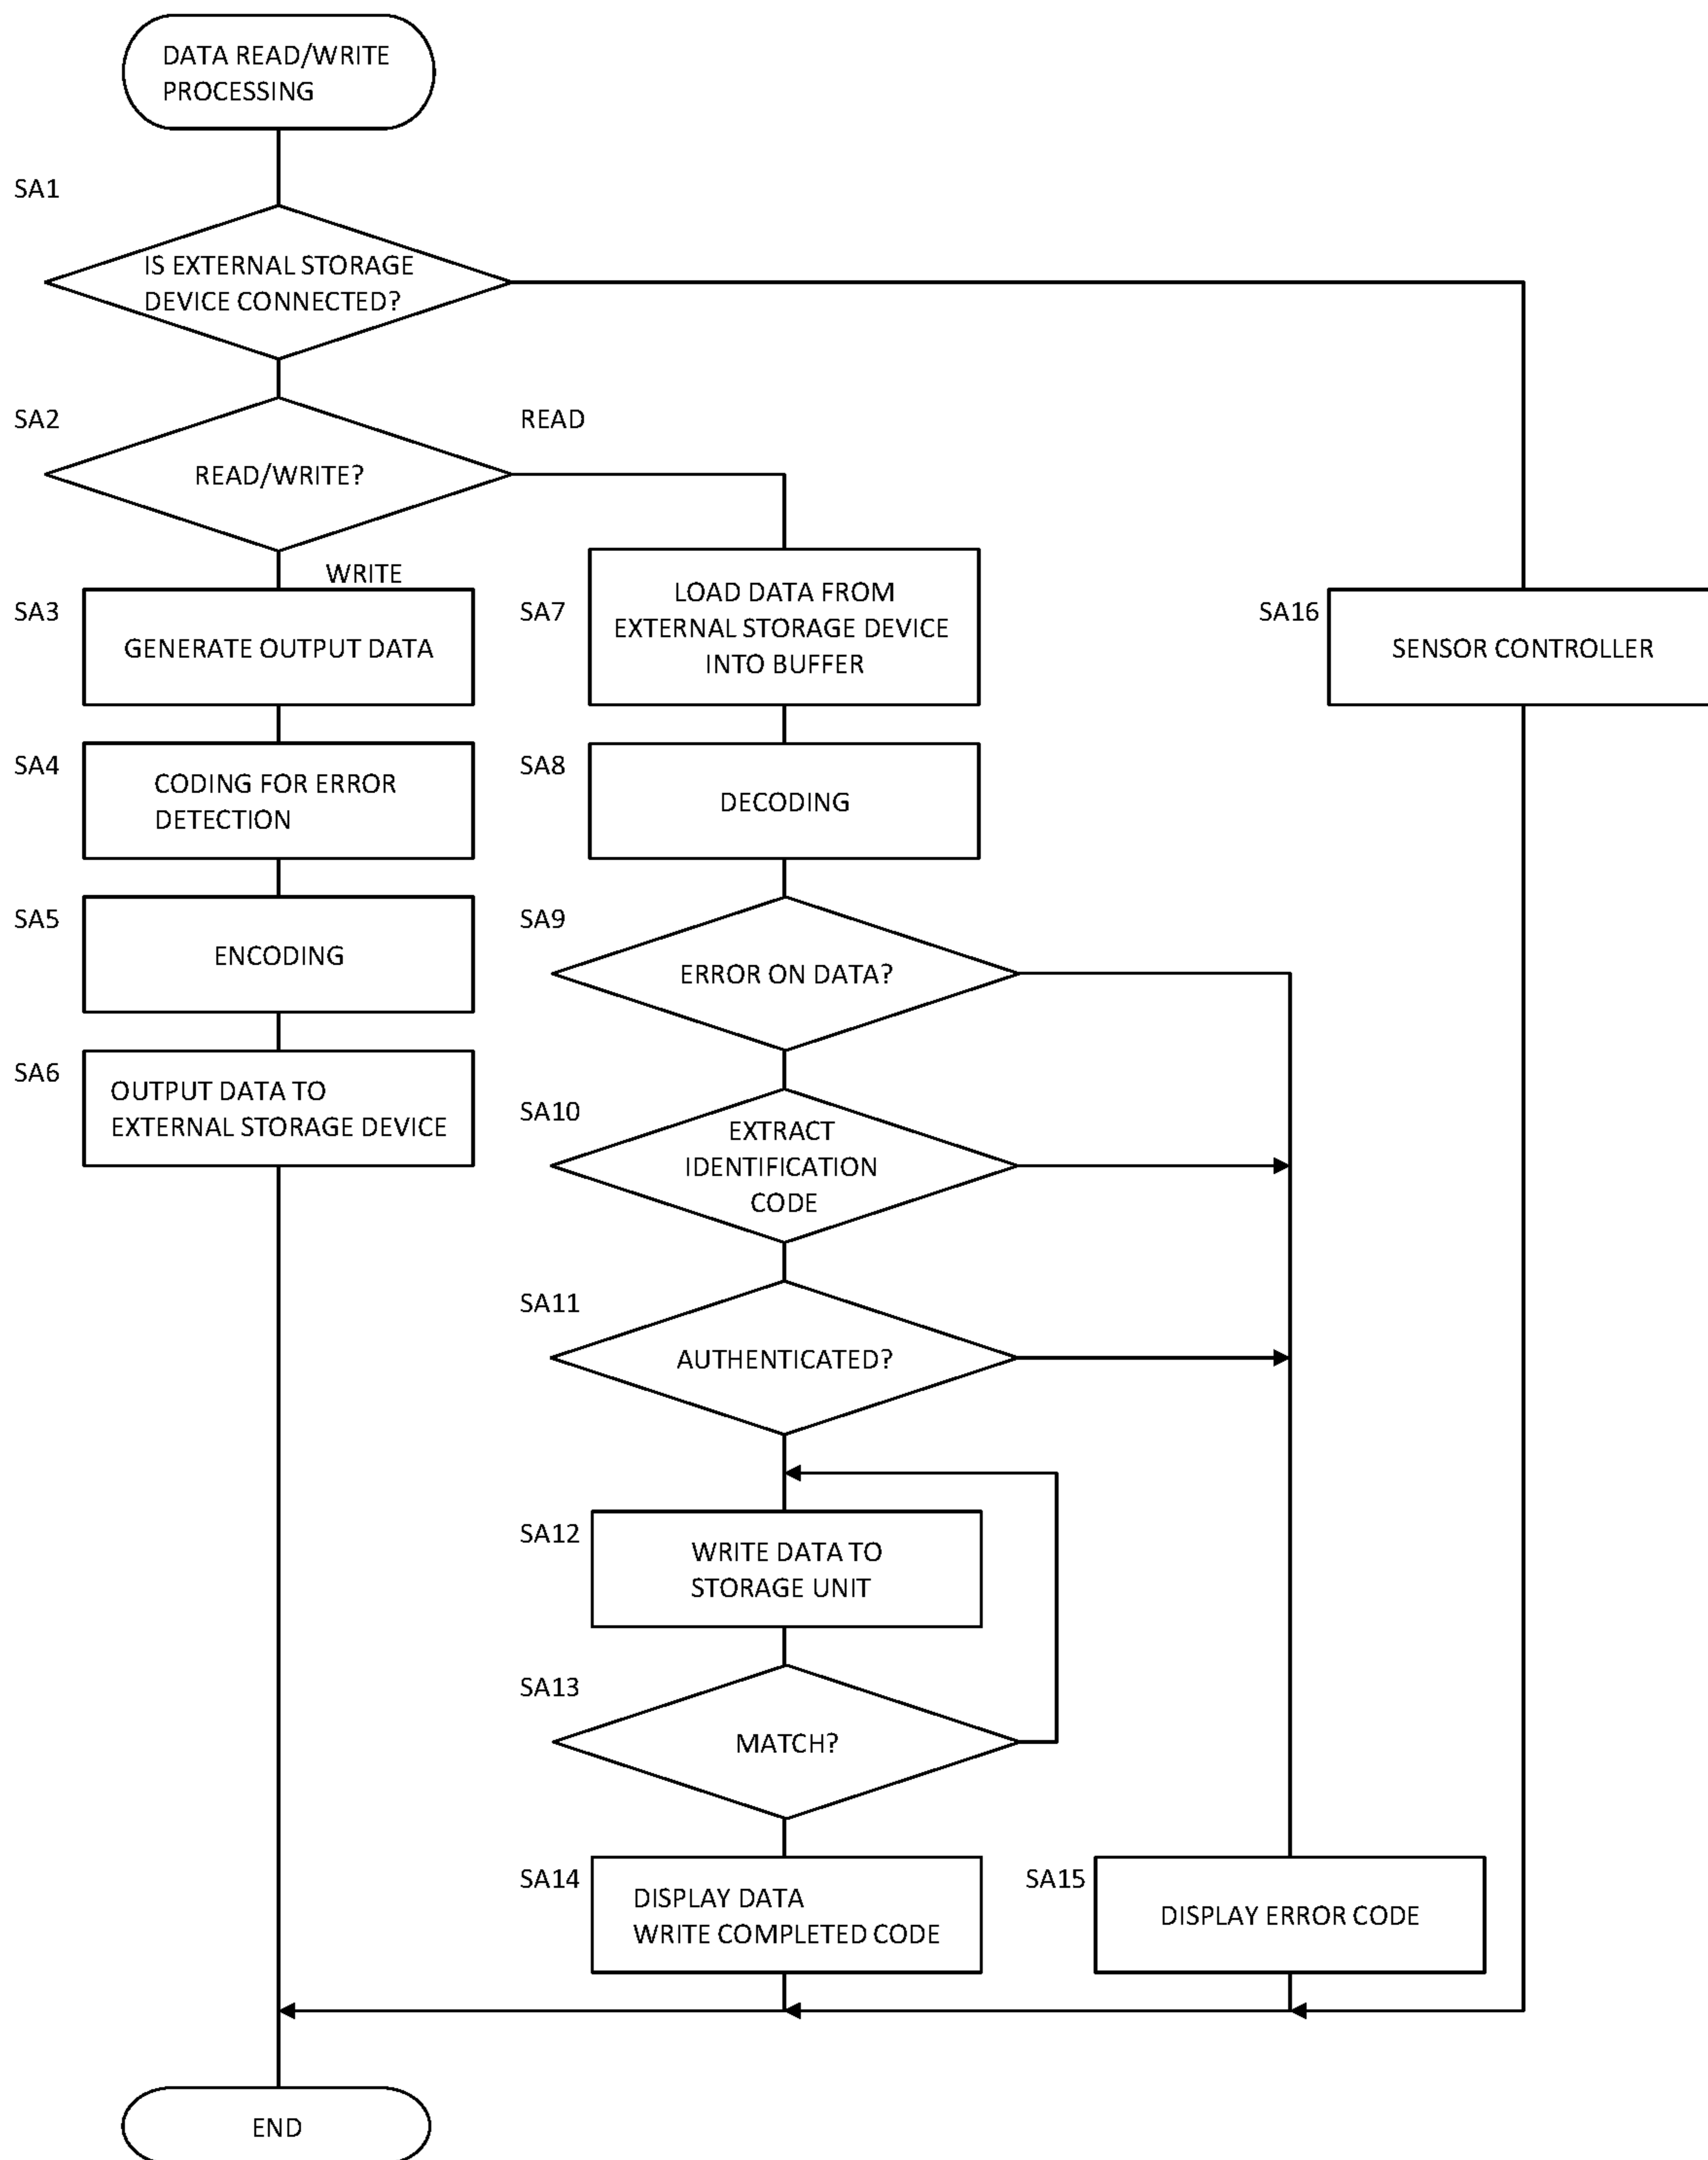 DATA READ/WRITE
PROCESSING
SA1
IS EXTERNAL STORAGE
DEVICE CONNECTED?
SA2
READ
READ/WRITE?
WRITE
SA3
GENERATE OUTPUT DATA
SA7
LOAD DATA FROM
EXTERNAL STORAGE DEVICE
INTO BUFFER
SA16
SENSOR CONTROLLER
SA4
CODING FOR ERROR
DETECTION
SA8
DECODING
SA5
ENCODING
SA9
ERROR ON DATA?
SA6
OUTPUT DATA TO
EXTERNAL STORAGE DEVICE
SA10
EXTRACT
IDENTIFICATION
CODE
SA11
AUTHENTICATED?
SA12
WRITE DATA TO
STORAGE UNIT
SA13
MATCH?
SA14
DISPLAY DATA
WRITE COMPLETED CODE
SA15
DISPLAY ERROR CODE
END